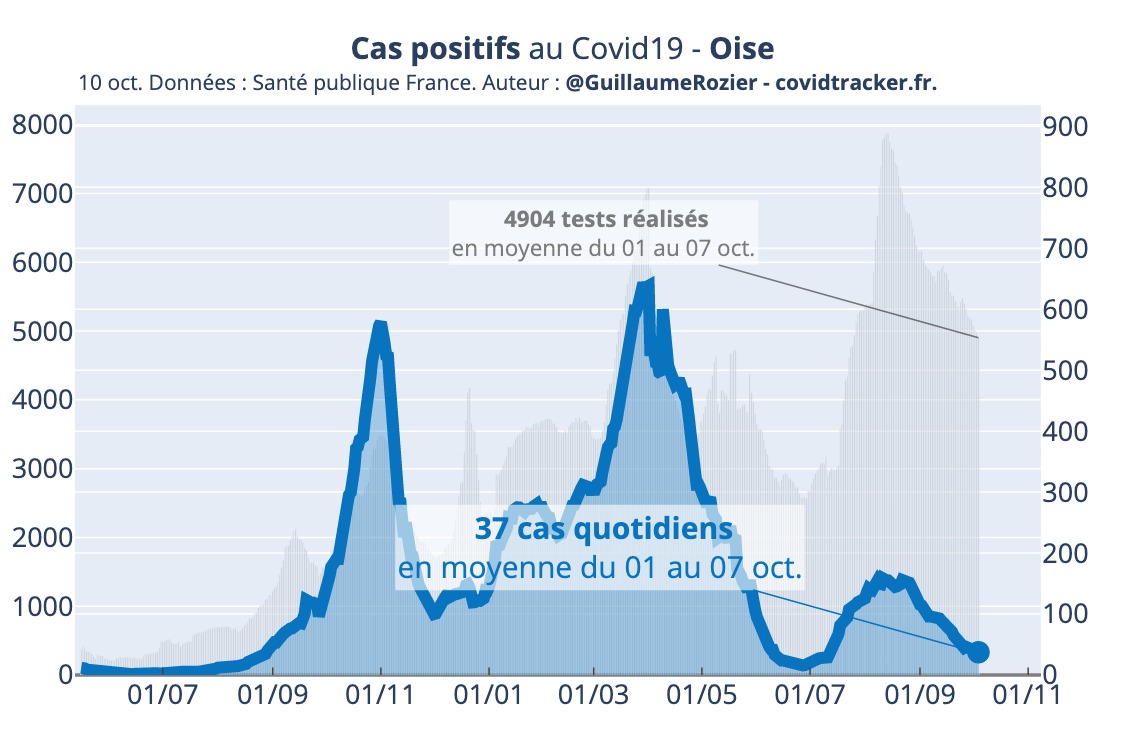 Cas positifs au Covid19 - Oise
10 oct. Données : Santé publique France. Auteur : @GuillaumeRozier - covidtracker.fr.
8000
7000
6000
5000
4000
3000
2000
1000
0
900
800
700
600
500
400
300
200
100
0
4904 tests réalisés
en moyenne du 01 au 07 oct.
37 cas quotidiens
en moyenne du 01 au 07 oct.
01/07 01/09 01/11 01/01 01/03 01/05 01/07 01/09 01/11